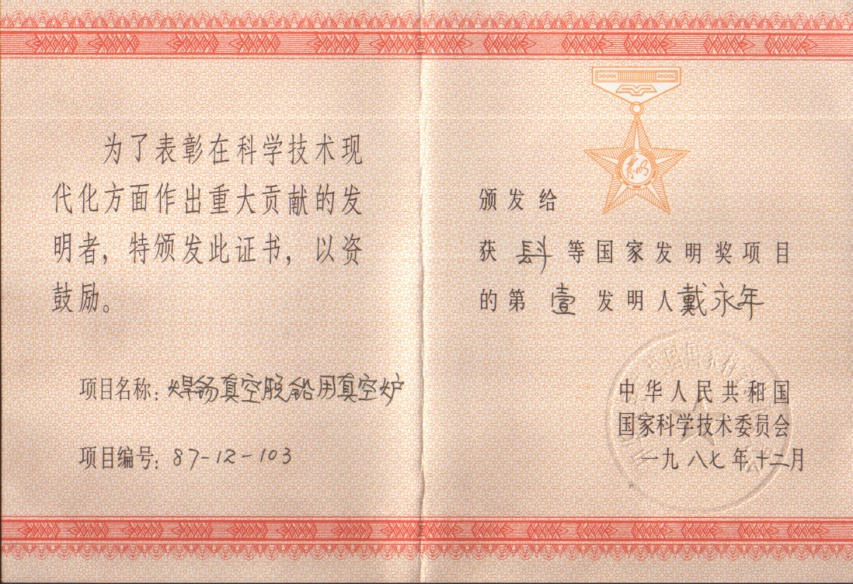 为了表彰在科学技术现
代化方面作出重大贡献的发
明者，特颁发此证书，以资
鼓励。
项目名称：焊锡真空脱铅用真空炉
项目编号：87-12-103
颁发给
获 肆 等国家发明奖项目
的第 壹 发明人戴永年
中华人民共和国
国家科学技术委员会
一九八七年十二月